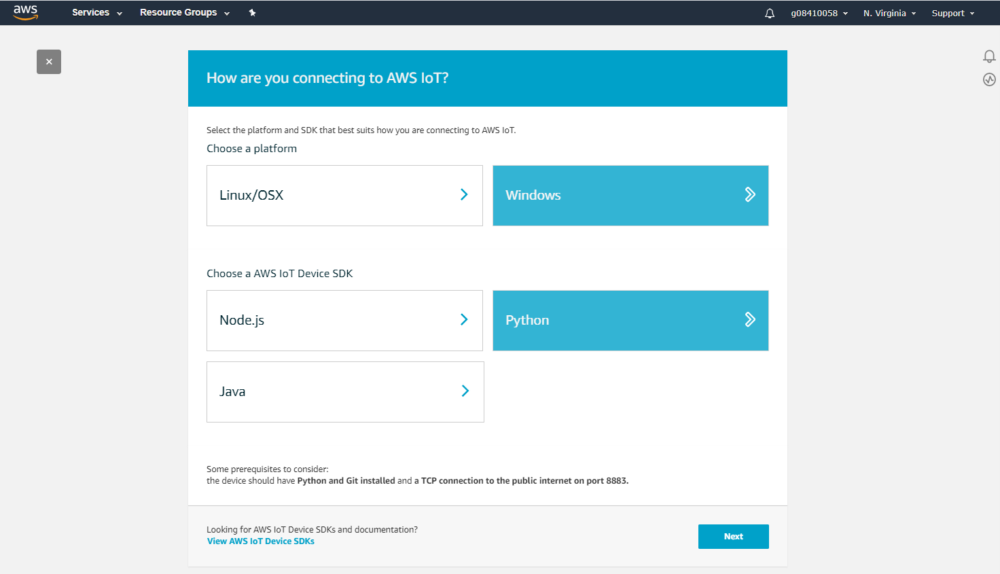 aws Services Resource Groups g08410058 N. Virginia Support
How are you connecting to AWS IoT?
Select the platform and SDK that best suits how you are connecting to AWS IoT.
Choose a platform
Linux/OSX Windows
Choose a AWS IoT Device SDK
Node.js Python
Java
Some prerequisites to consider:
the device should have Python and Git installed and a TCP connection to the public internet on port 8883.
Looking for AWS IoT Device SDKs and documentation?
View AWS IoT Device SDKs
Next